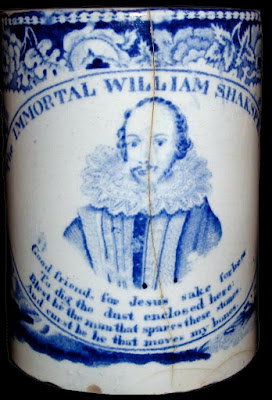 The IMMORTAL WILLIAM SHAKS
Good friend, for Jesus sake
To dig the dust enclosed here:
Blest be the man that spares these stones,
And curst be he that moves my bones.